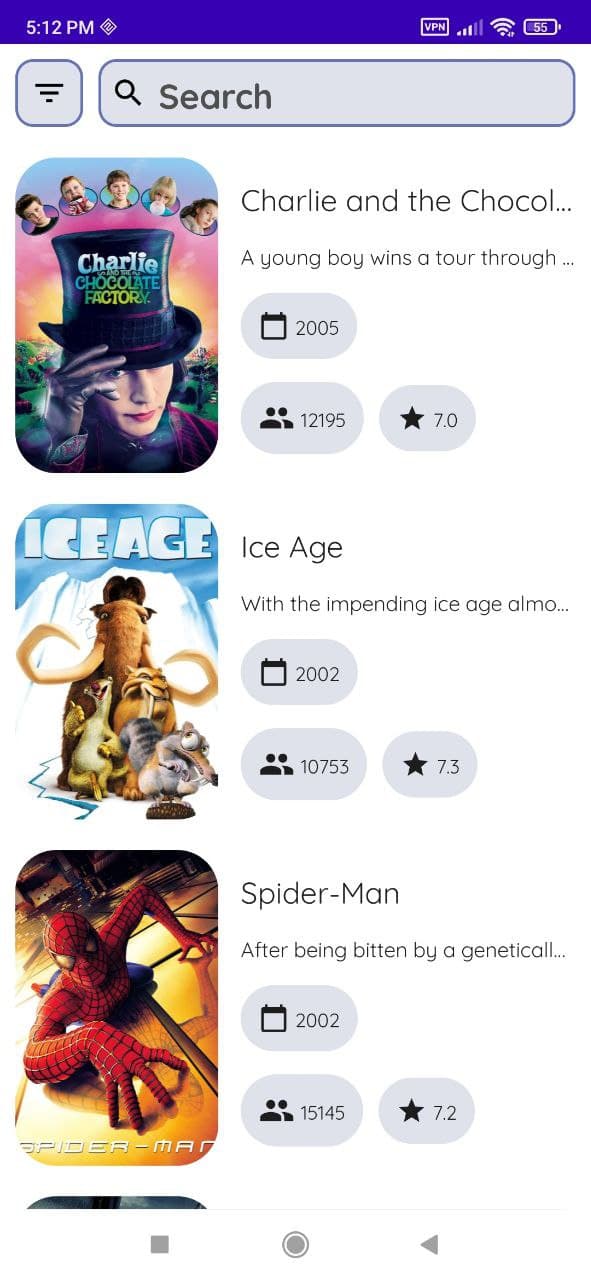 5:12 PM
VPN
55
Search
Charlie
AND THE
CHOCOLATE
FACTORY
Charlie and the Chocol...
A young boy wins a tour through ...
2005
12195
7.0
ICE AGE
Ice Age
With the impending ice age almo...
2002
10753
7.3
Spider-Man
After being bitten by a geneticall...
2002
15145
7.2
SPIDER-MAN